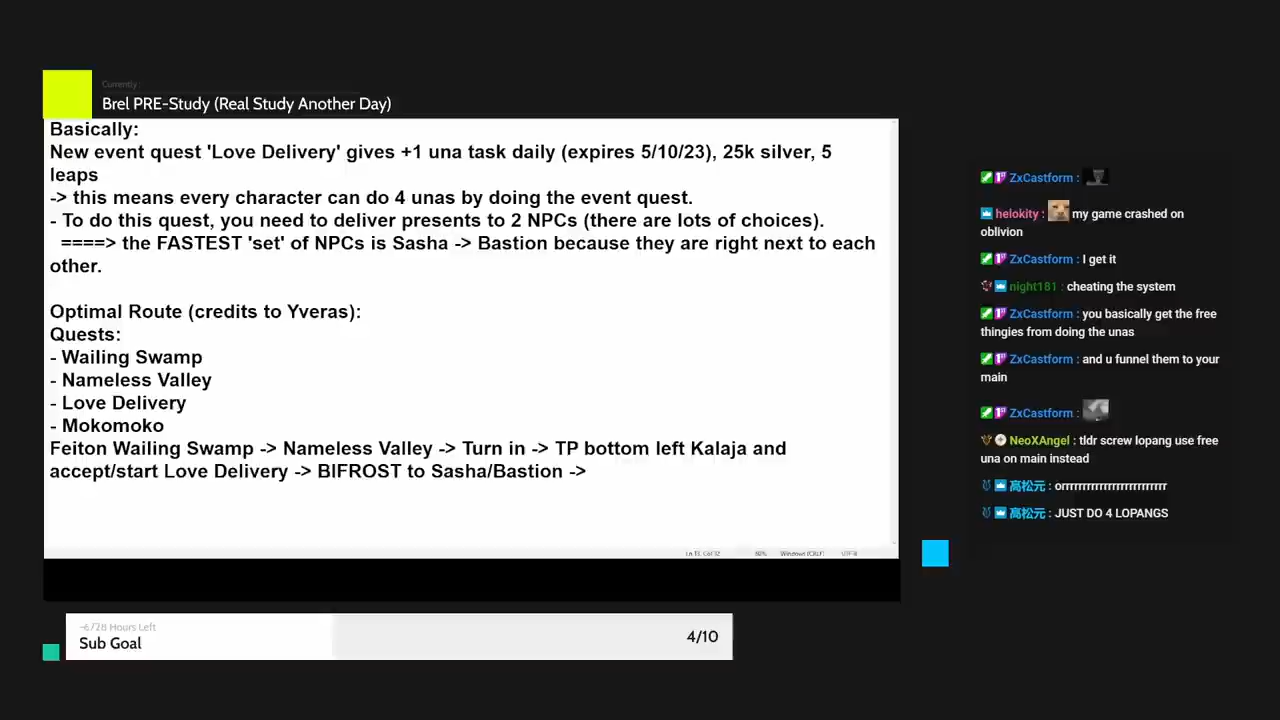 Currently:
Brel PRE-Study (Real Study Another Day)
Basically:
New event quest 'Love Delivery' gives +1 una task daily (expires 5/10/23), 25k silver, 5
leaps
-> this means every character can do 4 unas by doing the event quest.
- To do this quest, you need to deliver presents to 2 NPCs (there are lots of choices).
====> the FASTEST 'set' of NPCs is Sasha -> Bastion because they are right next to each
other.
Optimal Route (credits to Yveras):
Quests:
- Wailing Swamp
- Nameless Valley
- Love Delivery
- Mokomoko
Feiton Wailing Swamp -> Nameless Valley -> Turn in -> TP bottom left Kalaja and
accept/start Love Delivery -> BIFROST to Sasha/Bastion ->
Windows (CRLF)
UTF-8
Hours Left
Sub Goal
4/10
ZxCastform :
helokity : my game crashed on
oblivion
ZxCastform : I get it
night181 : cheating the system
ZxCastform : you basically get the free
thingies from doing the unas
ZxCastform : and u funnel them to your
main
ZxCastform :
NeoXAngel : tldr screw lopang use free
una on main instead
高松元 : orrrrrrrrrrrrrrrrrrrrrrrr
高松元 : JUST DO 4 LOPANGS